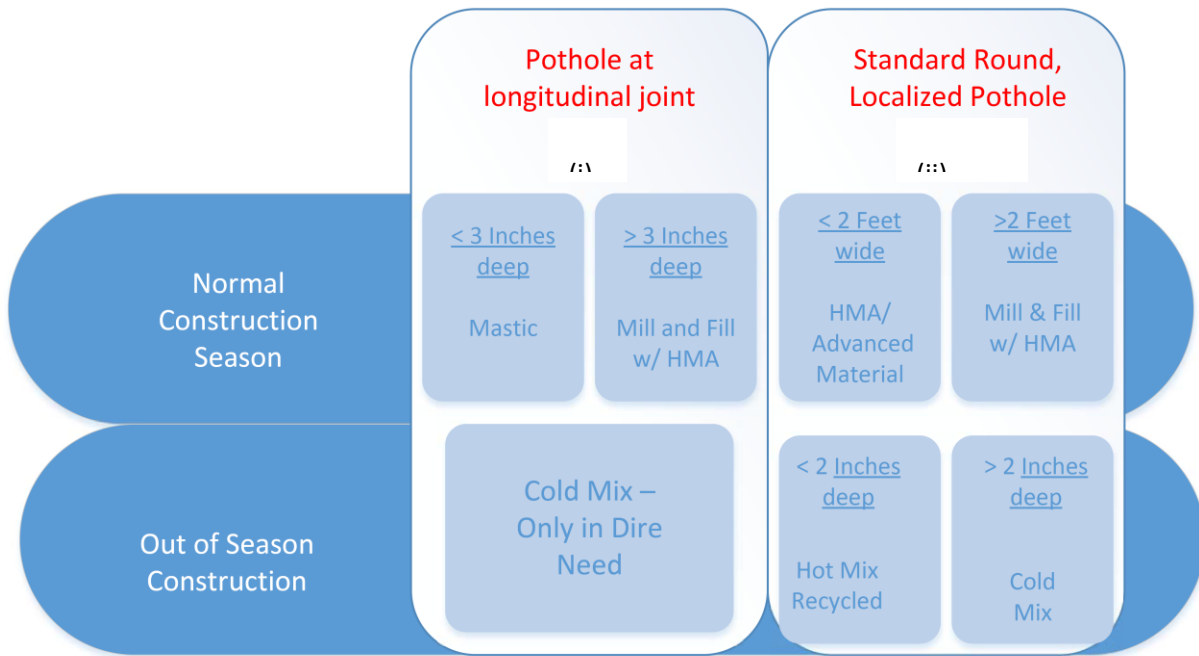 Pothole at
longitudinal joint
(i)
Standard Round,
Localized Pothole
(ii)
Normal
Construction
Season
< 3 Inches
deep
Mastic
> 3 Inches
deep
Mill and Fill
w/ HMA
< 2 Feet
wide
HMA/
Advanced
Material
>2 Feet
wide
Mill & Fill
w/ HMA
Out of Season
Construction
Cold Mix –
Only in Dire
Need
< 2 Inches
deep
Hot Mix
Recycled
> 2 Inches
deep
Cold
Mix